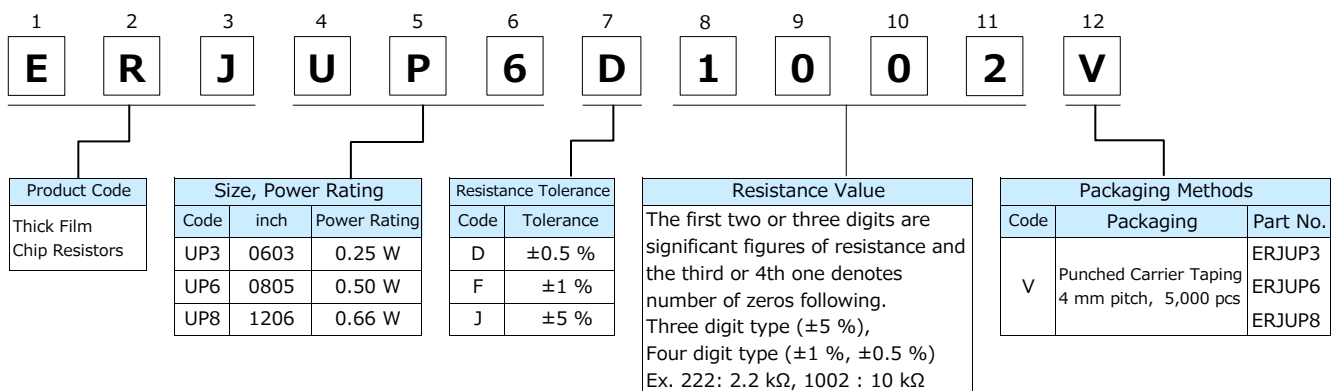 1 2 3 4 5 6 7 8 9 10 11 12
E R J U P 6 D 1 0 0 2 V
Product Code
Thick Film
Chip Resistors
Size, Power Rating
Code inch Power Rating
UP3 0603 0.25 W
UP6 0805 0.50 W
UP8 1206 0.66 W
Resistance Tolerance
Code Tolerance
D ±0.5 %
F ±1 %
J ±5 %
Resistance Value
The first two or three digits are
significant figures of resistance and
the third or 4th one denotes
number of zeros following.
Three digit type (±5 %),
Four digit type (±1 %, ±0.5 %)
Ex. 222: 2.2 kΩ, 1002 : 10 kΩ
Packaging Methods
Code Packaging Part No.
V
Punched Carrier Taping
4 mm pitch, 5,000 pcs
ERJUP3
ERJUP6
ERJUP8